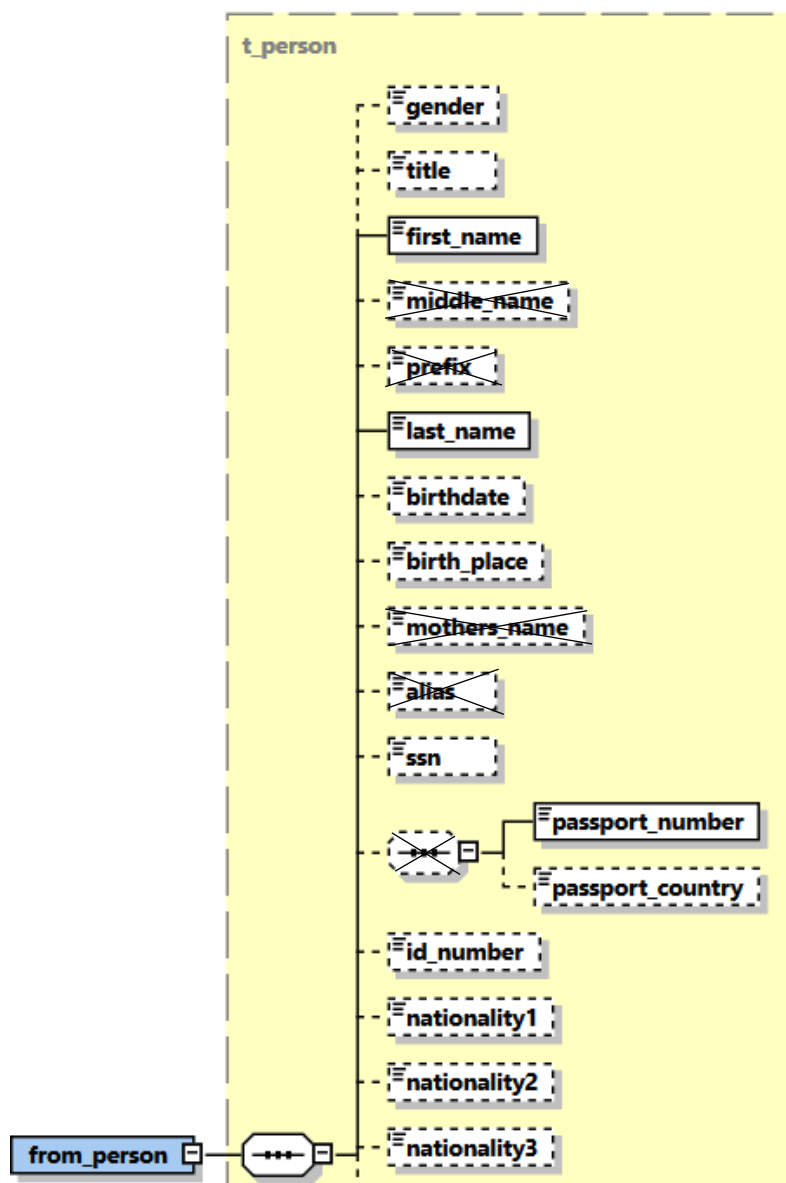 t_person
gender
title
first_name
middle_name
prefix
last_name
birthdate
birth_place
mothers_name
alias
ssn
passport_number
passport_country
id_number
nationality1
nationality2
nationality3
from_person